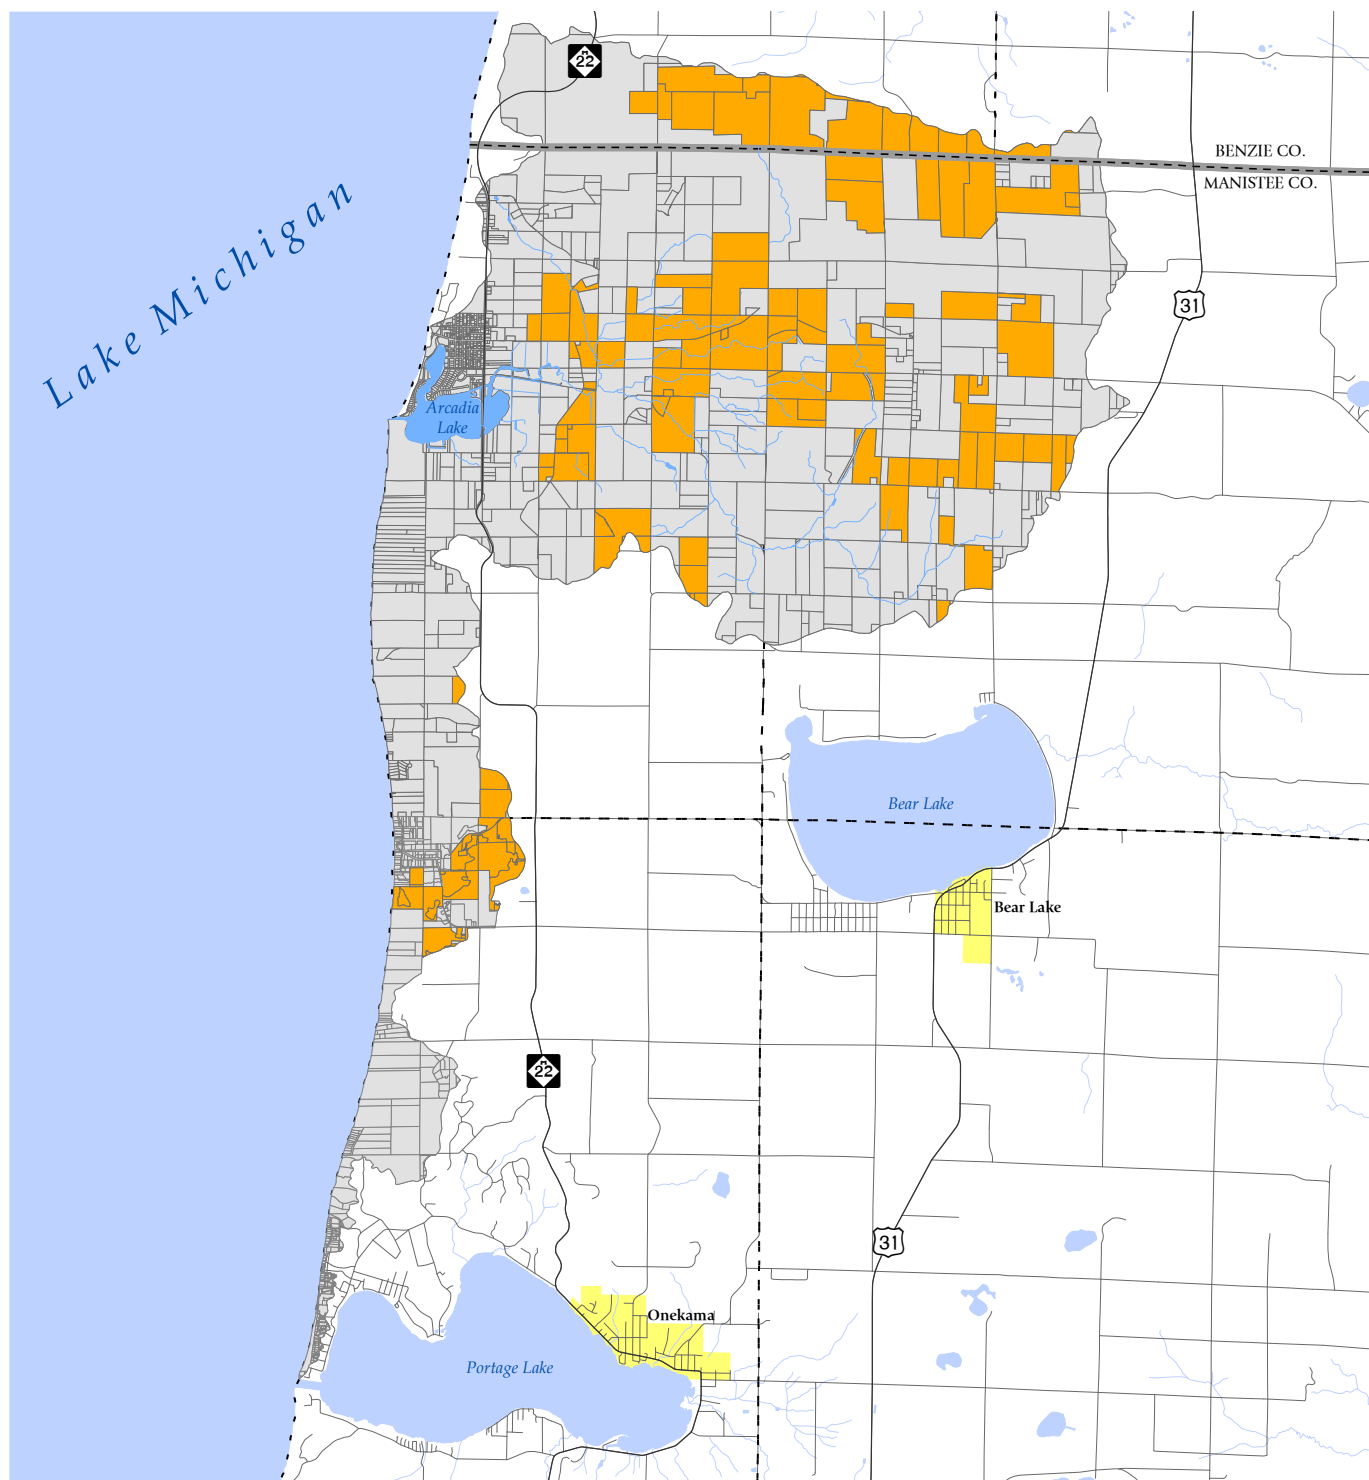 M
22
BENZIE CO.
MANISTEE CO.
Lake Michigan
31
Arcadia
Lake
Bear Lake
Bear Lake
M
22
31
Onekama
Portage Lake